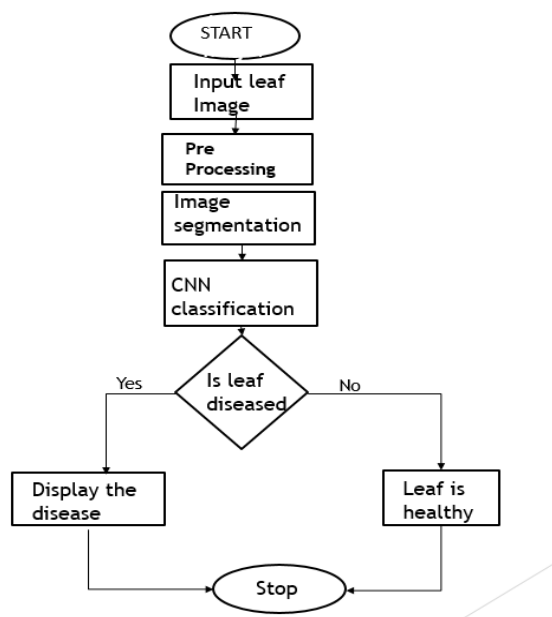 START
Input leaf
Image
Pre
Processing
Image
segmentation
CNN
classification
Is leaf
diseased
Yes
No
Display the
disease
Leaf is
healthy
Stop